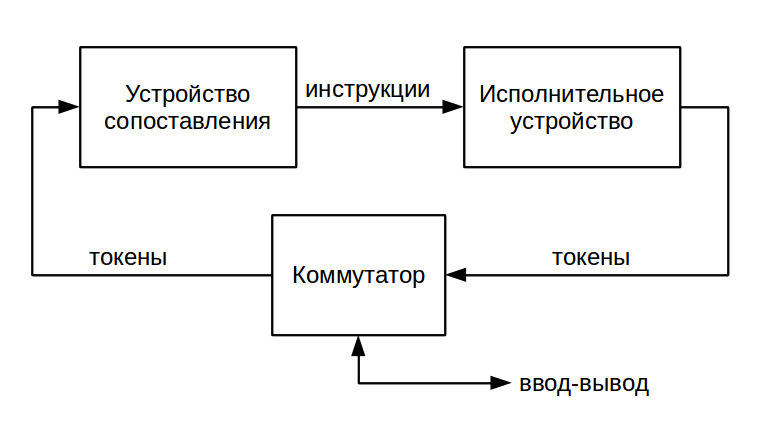 Устройство
сопоставления
инструкции
Исполнительное
устройство
токены
Коммутатор
токены
ввод-вывод